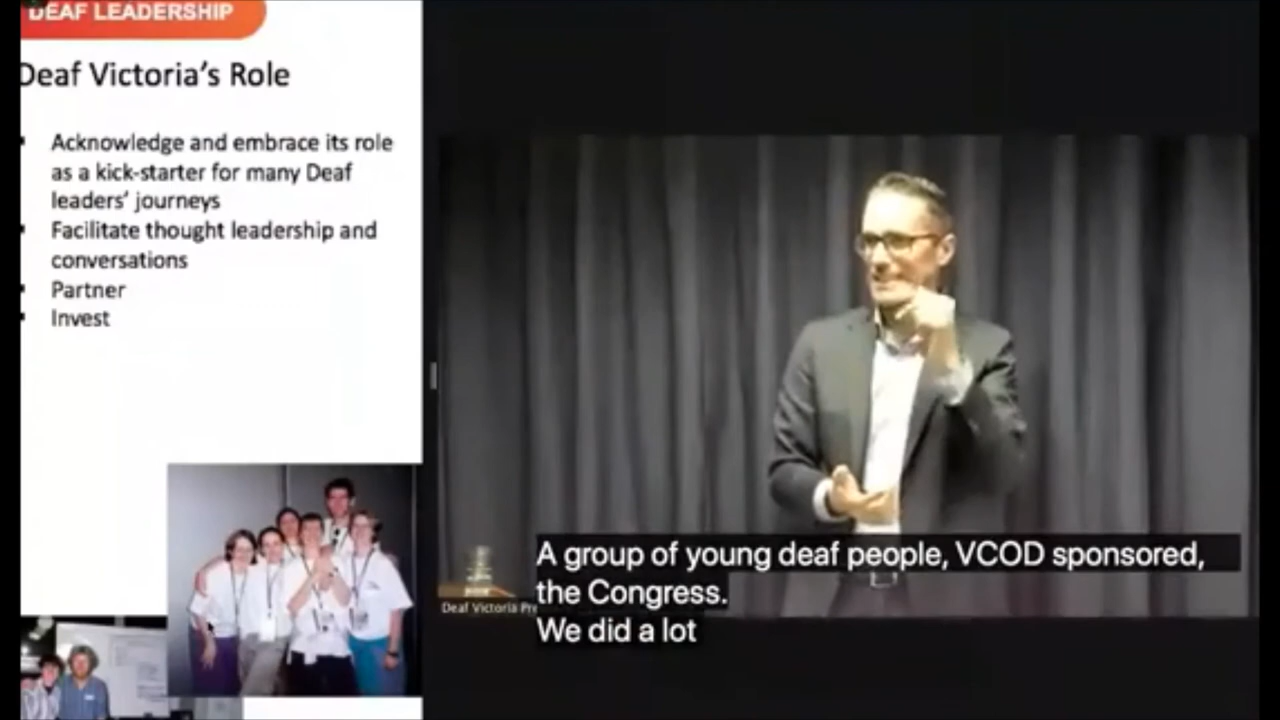 DEAF LEADERSHIP
Deaf Victoria's Role
Acknowledge and embrace its role
as a kick-starter for many Deaf
leaders' journeys
Facilitate thought leadership and
conversations
Partner
Invest
A group of young deaf people, VCOD sponsored,
the Congress.
Deaf Victoria
We did a lot